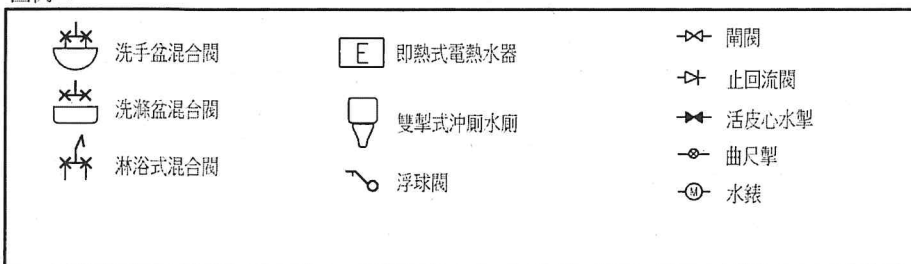 洗手盆混合閥
洗滌盆混合閥
淋浴式混合閥
E 即熱式電熱水器
雙掣式沖廁水廁
浮球閥
閘閥
止回流閥
活皮心水掣
曲尺掣
M 水錶